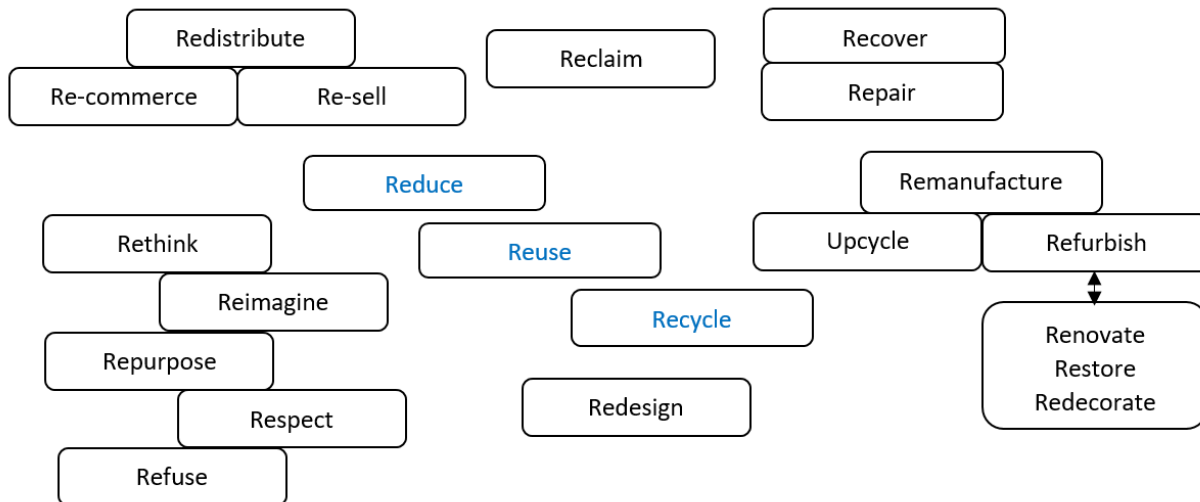 Redistribute
Re-commerce
Re-sell
Reclaim
Recover
Repair
Reduce
Reuse
Recycle
Remanufacture
Upcycle
Refurbish
Renovate
Restore
Redecorate
Rethink
Reimagine
Repurpose
Respect
Refuse
Redesign